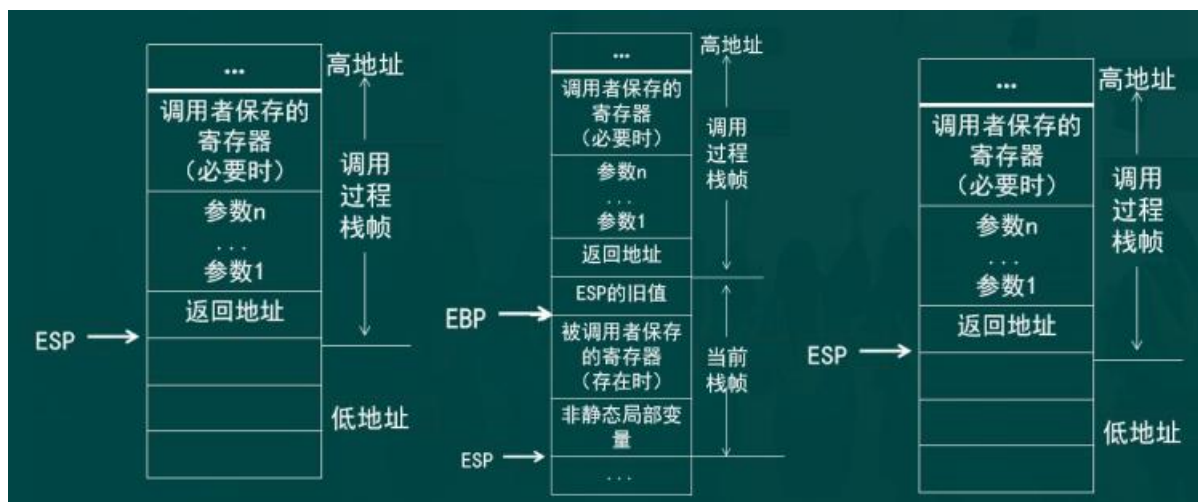 ...
高地址
调用者保存的
寄存器
(必要时)
调用
过程
栈帧
参数n
...
参数1
返回地址
ESP
低地址
...
高地址
调用者保存的
寄存器
(必要时)
调用
过程
栈帧
参数n
...
参数1
返回地址
ESP的旧值
EBP
被调用者保存
的寄存器
(存在时)
当前
栈帧
非静态局部变
量
ESP
...
...
高地址
调用者保存的
寄存器
(必要时)
调用
过程
栈帧
参数n
...
参数1
返回地址
ESP
低地址